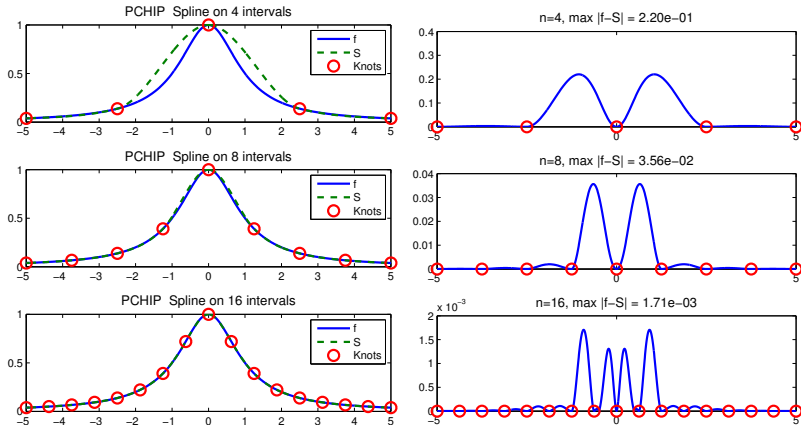 PCHIP Spline on 4 intervals
1
0.5
0
−5 −4 −3 −2 −1 0 1 2 3 4 5
f
S
Knots
n=4, max |f−S| = 2.20e−01
0.4
0.3
0.2
0.1
0
−5 0 5
PCHIP Spline on 8 intervals
1
0.5
0
−5 −4 −3 −2 −1 0 1 2 3 4 5
f
S
Knots
n=8, max |f−S| = 3.56e−02
0.04
0.03
0.02
0.01
0
−5 0 5
PCHIP Spline on 16 intervals
1
0.5
0
−5 −4 −3 −2 −1 0 1 2 3 4 5
f
S
Knots
n=16, max |f−S| = 1.71e−03
x 10−3
2
1.5
1
0.5
0
−5 0 5